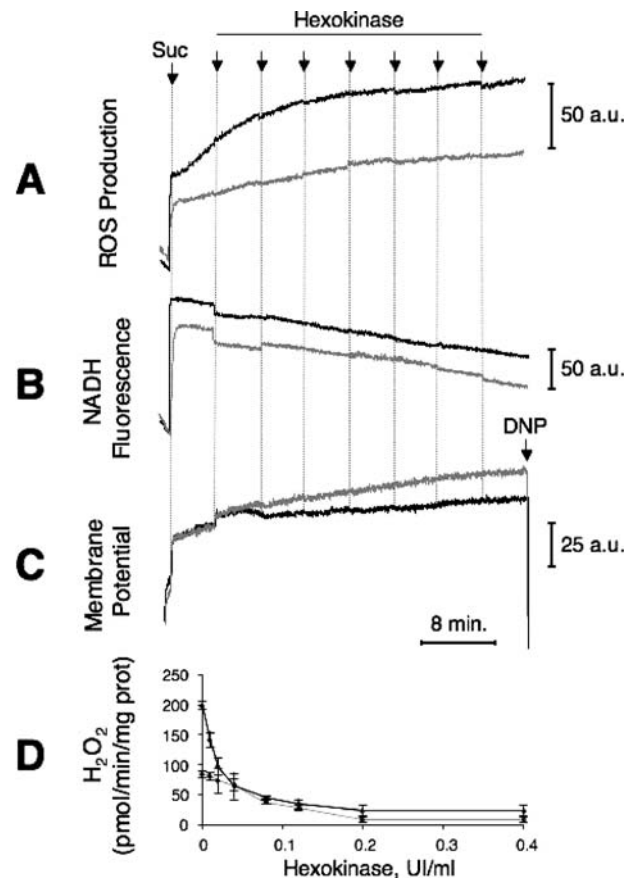 Hexokinase
Suc
50 a.u.
A
ROS Production
B
NADH
Fluorescence
50 a.u.
DNP
C
Membrane
Potential
25 a.u.
8 min.
D
H₂O₂
(pmol/min/mg prot)
250
200
150
100
50
0
0 0.1 0.2 0.3 0.4
Hexokinase, UI/ml